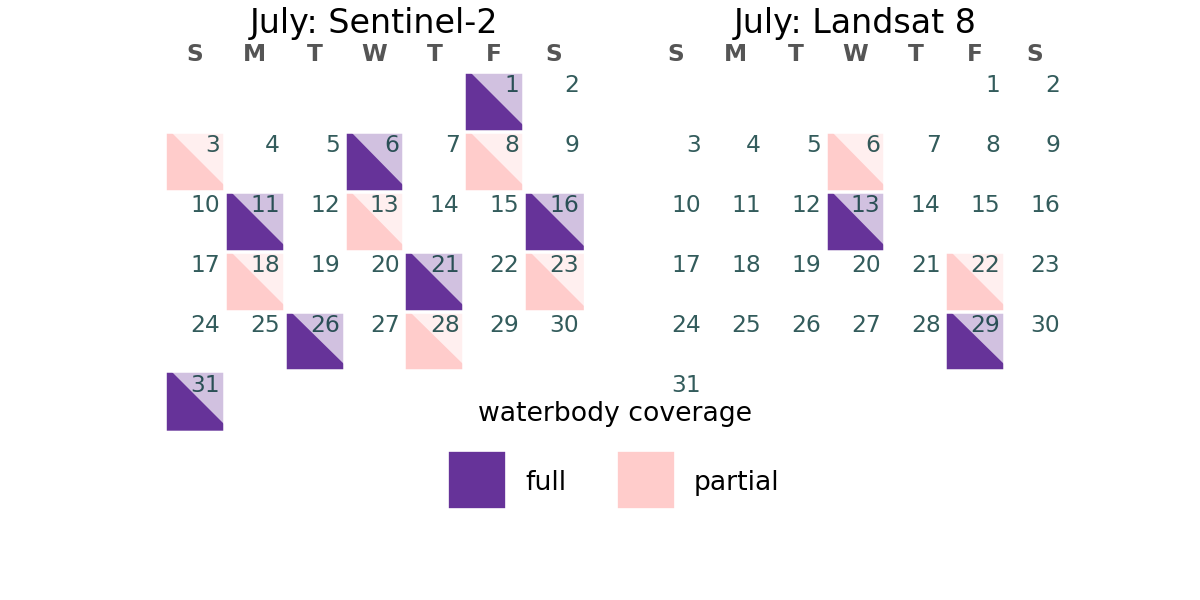 July: Sentinel-2
S M T W T F S
1 2
3 4 5 6 7 8 9
10 11 12 13 14 15 16
17 18 19 20 21 22 23
24 25 26 27 28 29 30
31
July: Landsat 8
S M T W T F S
1 2
3 4 5 6 7 8 9
10 11 12 13 14 15 16
17 18 19 20 21 22 23
24 25 26 27 28 29 30
31
waterbody coverage
full partial